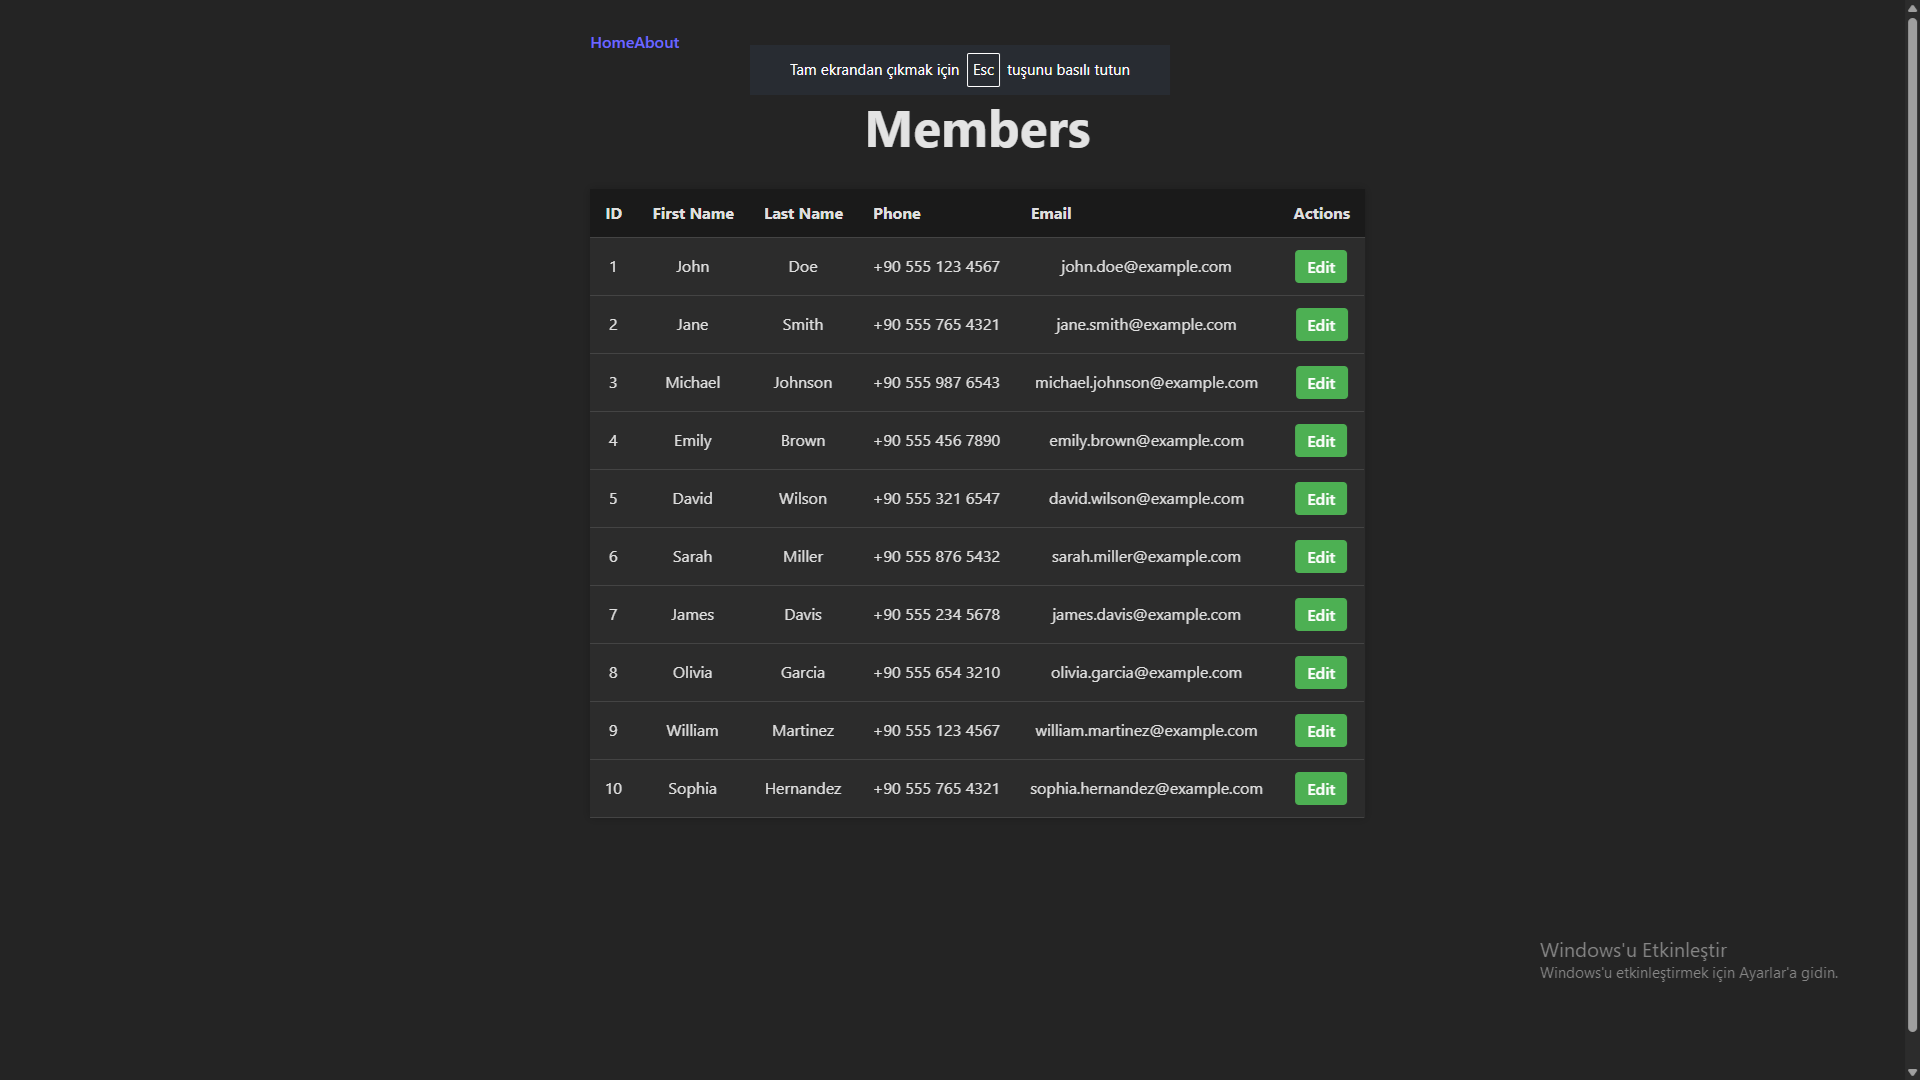 HomeAbout
Tam ekrandan çıkmak için Esc tuşunu basılı tutun
Members
ID First Name Last Name Phone Email Actions
1 John Doe +90 555 123 4567 john.doe@example.com Edit
2 Jane Smith +90 555 765 4321 jane.smith@example.com Edit
3 Michael Johnson +90 555 987 6543 michael.johnson@example.com Edit
4 Emily Brown +90 555 456 7890 emily.brown@example.com Edit
5 David Wilson +90 555 321 6547 david.wilson@example.com Edit
6 Sarah Miller +90 555 876 5432 sarah.miller@example.com Edit
7 James Davis +90 555 234 5678 james.davis@example.com Edit
8 Olivia Garcia +90 555 654 3210 olivia.garcia@example.com Edit
9 William Martinez +90 555 123 4567 william.martinez@example.com Edit
10 Sophia Hernandez +90 555 765 4321 sophia.hernandez@example.com Edit
Windows'u Etkinleştir
Windows'u etkinleştirmek için Ayarlar'a gidin.